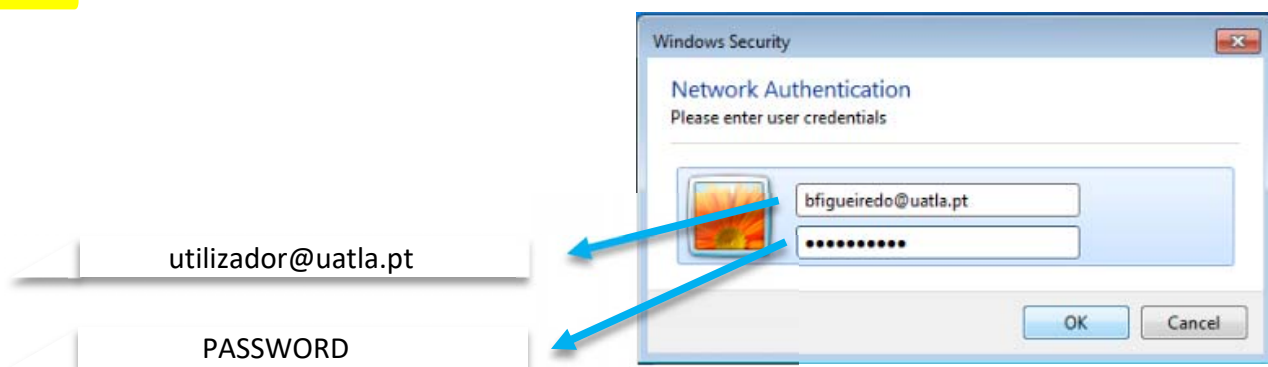 Windows Security
Network Authentication
Please enter user credentials
bfigueiredo@uatla.pt
••••••••••
utilizador@uatla.pt
PASSWORD
OK
Cancel